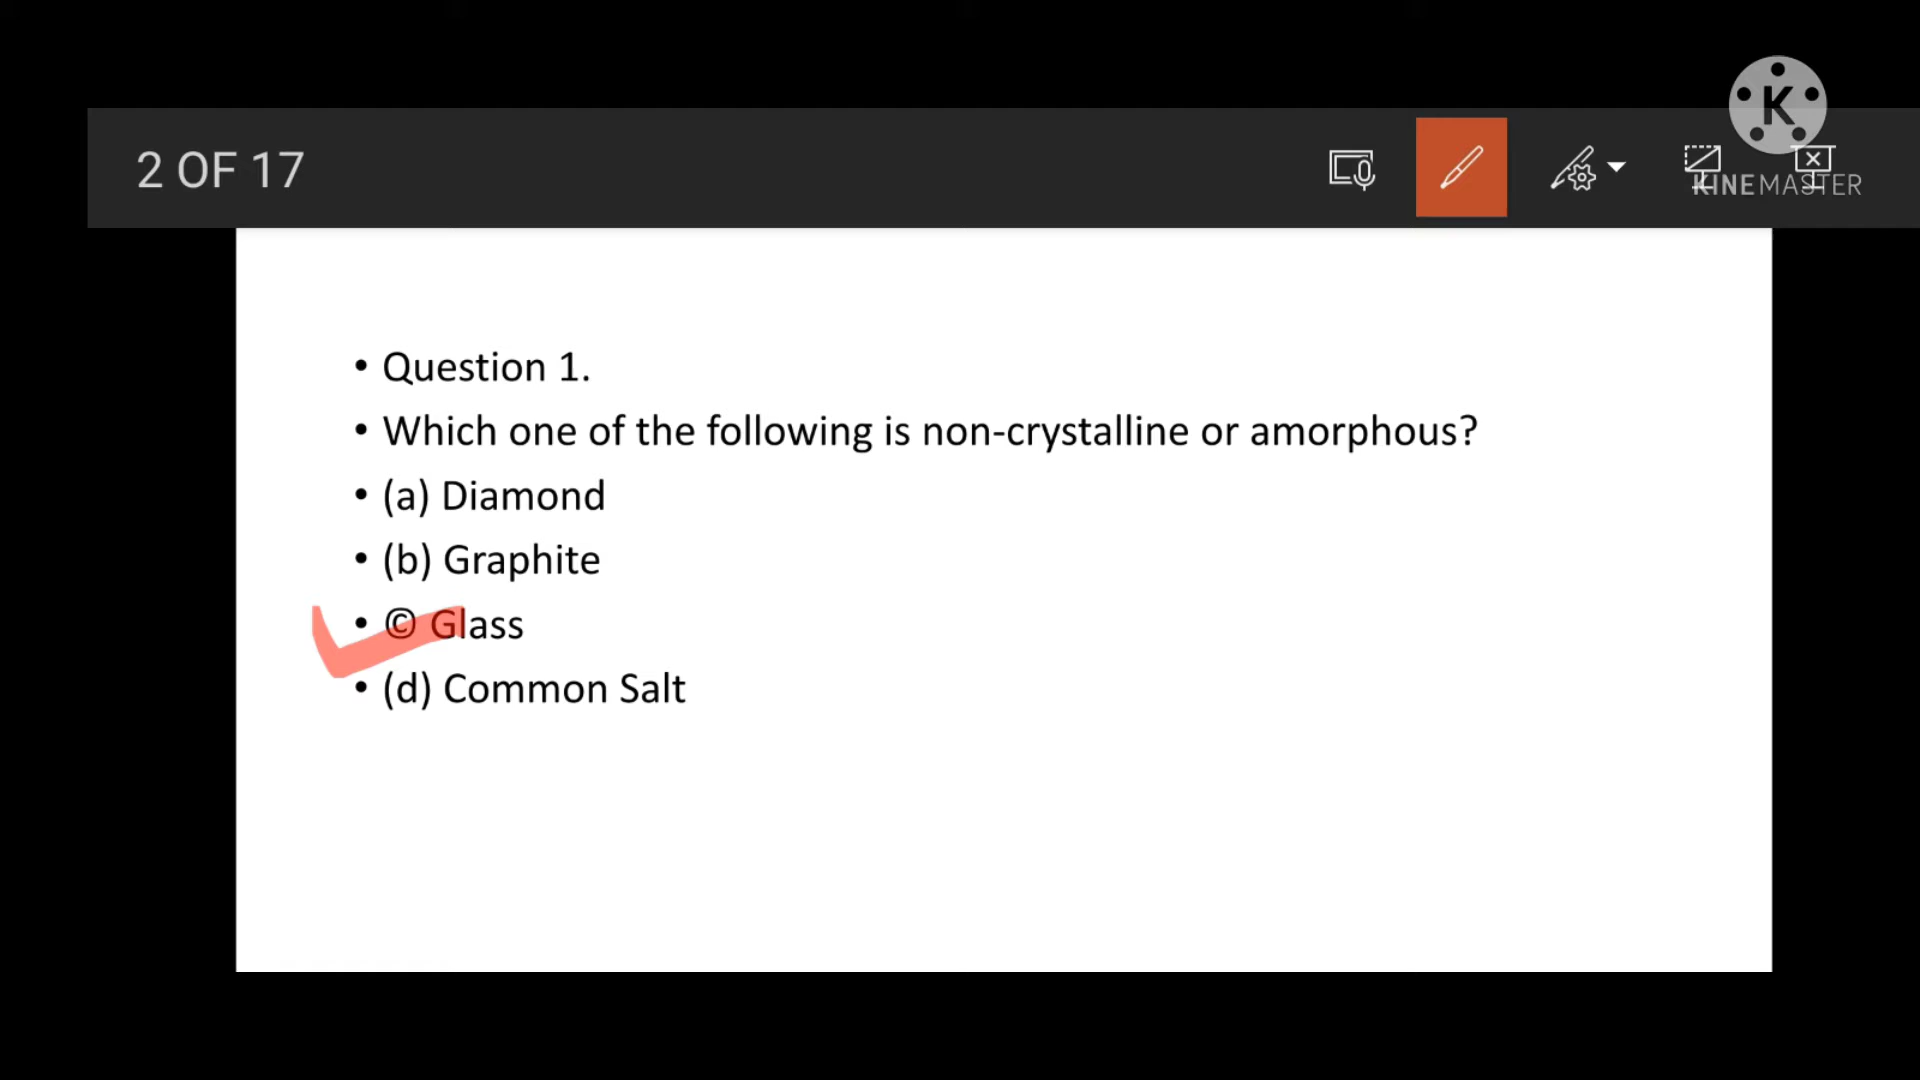 K
2 OF 17
KINEMASTER
• Question 1.
• Which one of the following is non-crystalline or amorphous?
• (a) Diamond
• (b) Graphite
• © Glass
• (d) Common Salt